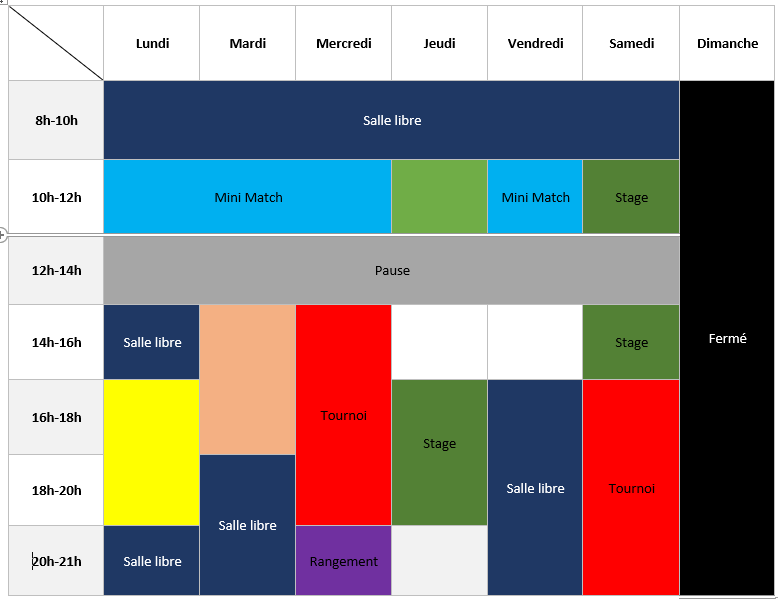 Lundi Mardi Mercredi Jeudi Vendredi Samedi Dimanche
8h-10h Salle libre
10h-12h Mini Match Mini Match Stage
12h-14h Pause
Fermé
14h-16h Salle libre Stage
16h-18h Tournoi
Stage
18h-20h Salle libre Tournoi
Salle libre
20h-21h Salle libre Rangement